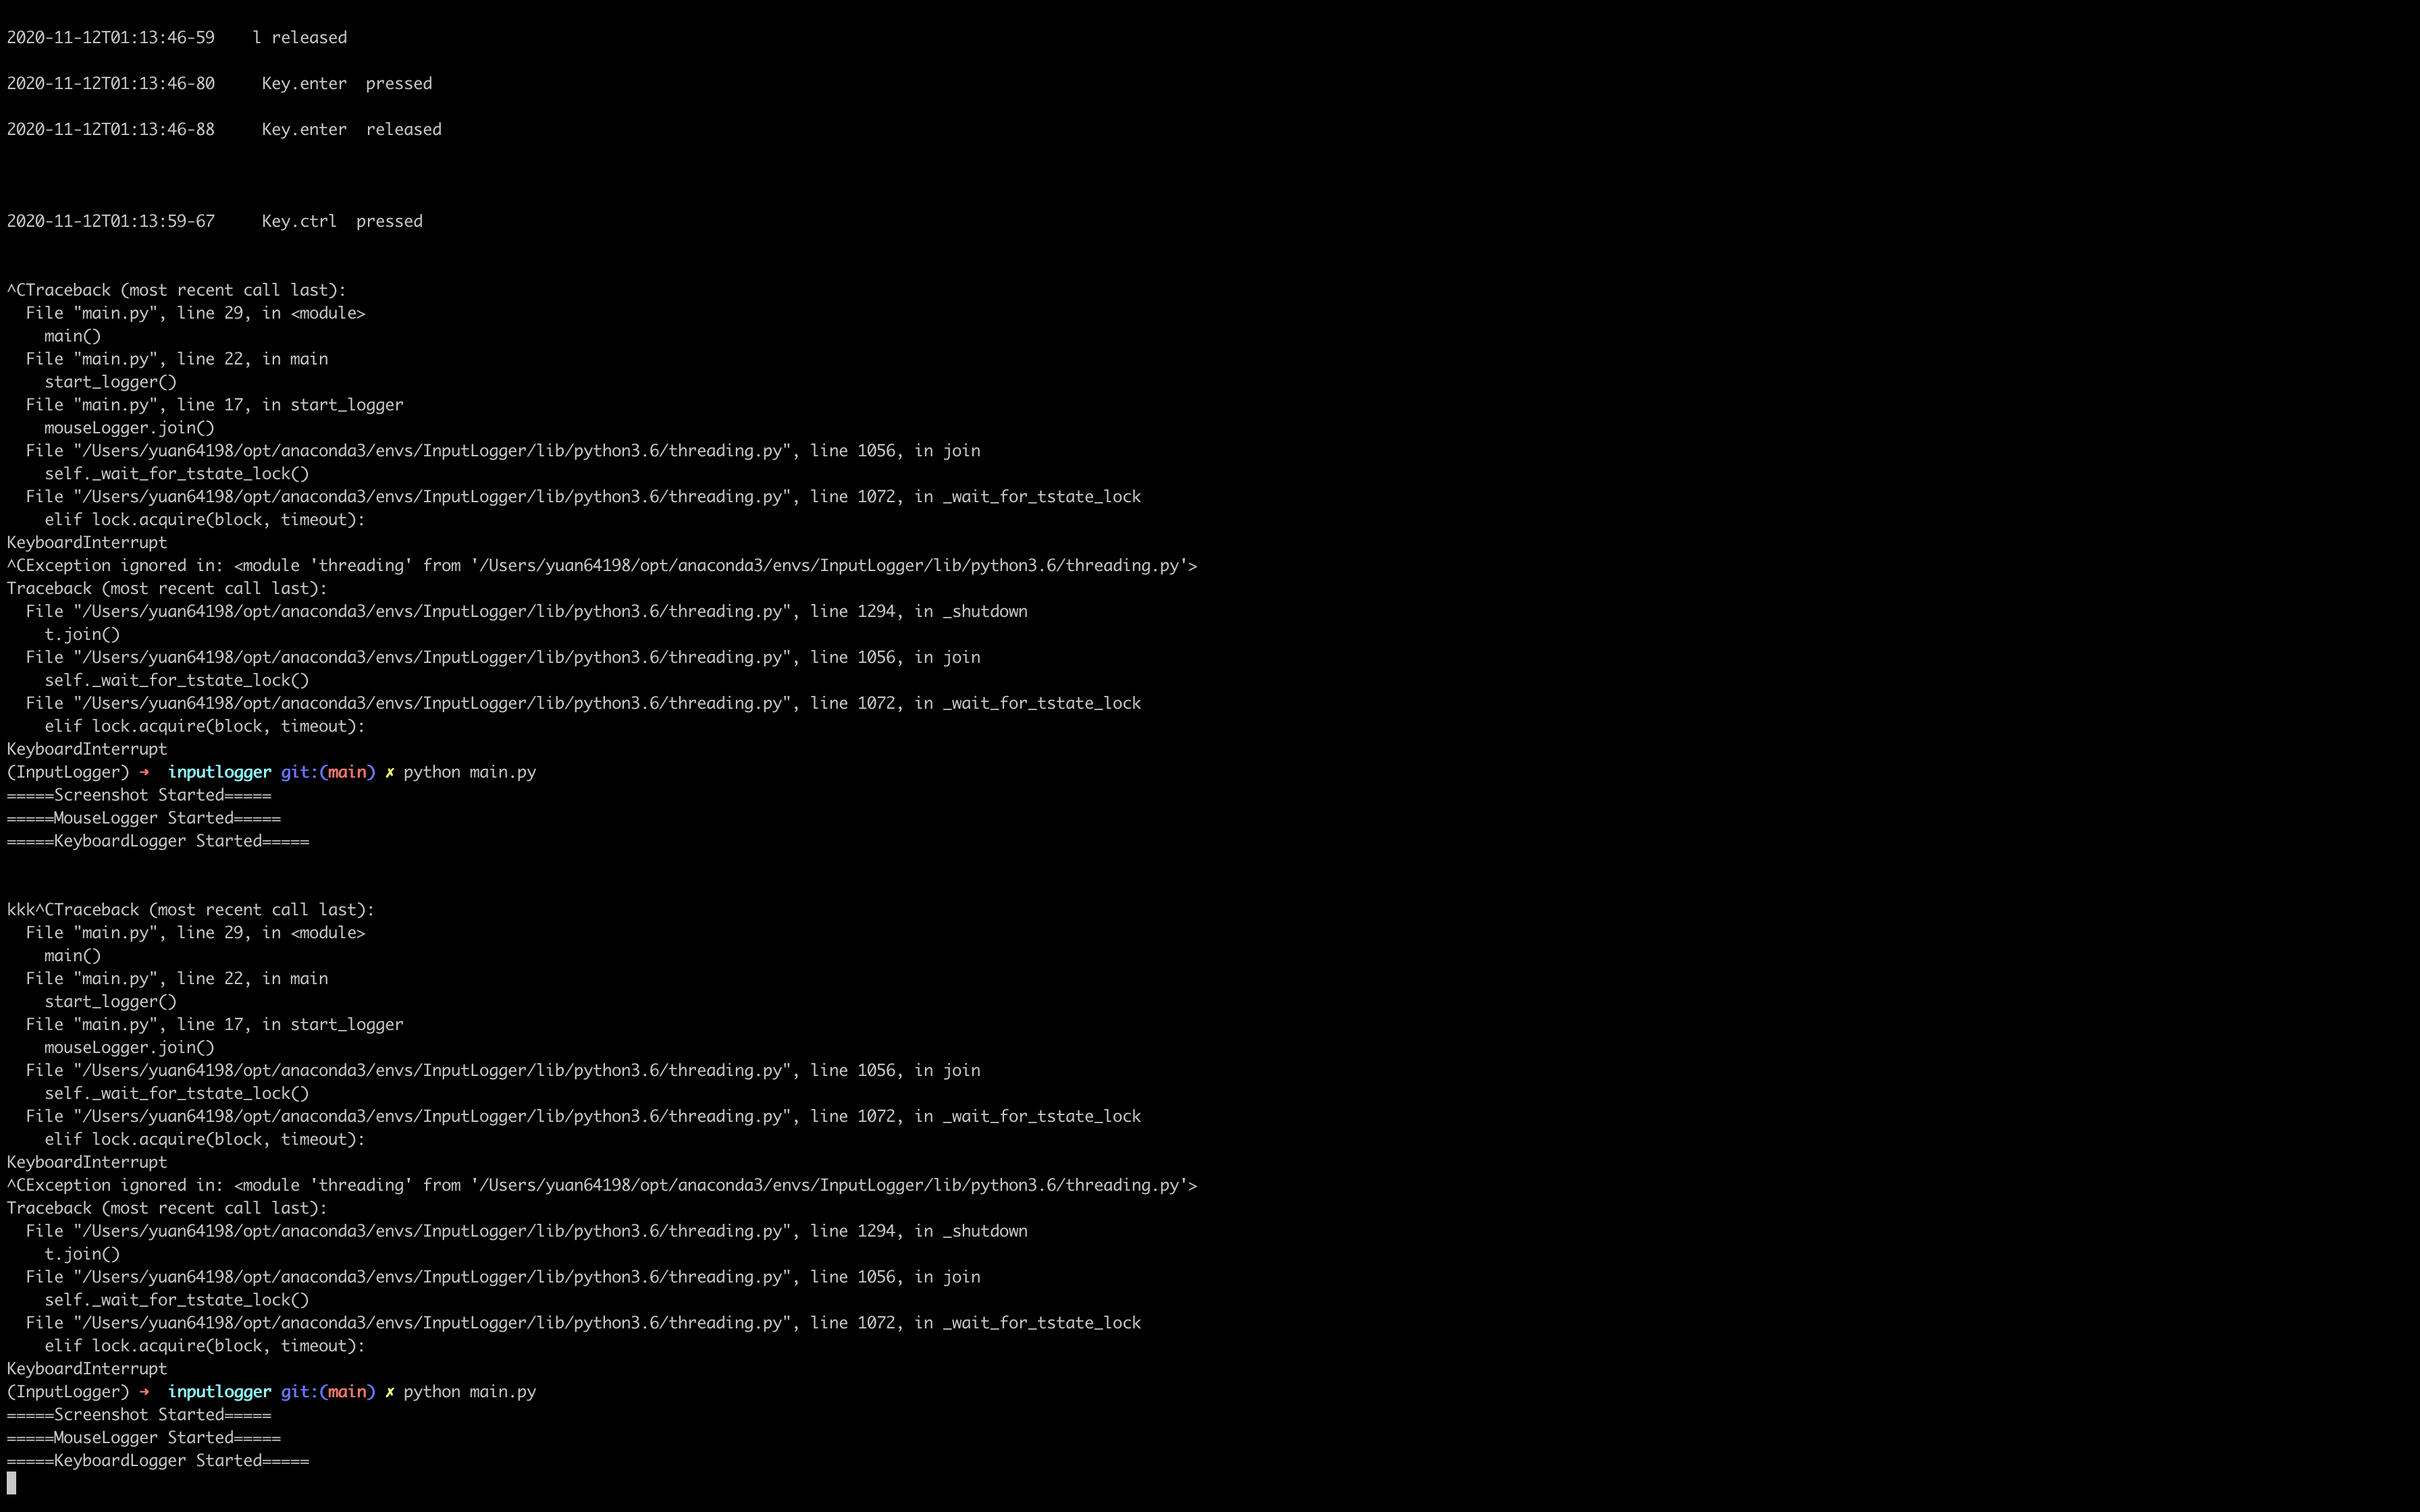 2020-11-12T01:13:46-59    l released
2020-11-12T01:13:46-80     Key.enter  pressed
2020-11-12T01:13:46-88     Key.enter  released
2020-11-12T01:13:59-67     Key.ctrl  pressed
^CTraceback (most recent call last):
  File "main.py", line 29, in <module>
    main()
  File "main.py", line 22, in main
    start_logger()
  File "main.py", line 17, in start_logger
    mouseLogger.join()
  File "/Users/yuan64198/opt/anaconda3/envs/InputLogger/lib/python3.6/threading.py", line 1056, in join
    self._wait_for_tstate_lock()
  File "/Users/yuan64198/opt/anaconda3/envs/InputLogger/lib/python3.6/threading.py", line 1072, in _wait_for_tstate_lock
    elif lock.acquire(block, timeout):
KeyboardInterrupt
^CException ignored in: <module 'threading' from '/Users/yuan64198/opt/anaconda3/envs/InputLogger/lib/python3.6/threading.py'>
Traceback (most recent call last):
  File "/Users/yuan64198/opt/anaconda3/envs/InputLogger/lib/python3.6/threading.py", line 1294, in _shutdown
    t.join()
  File "/Users/yuan64198/opt/anaconda3/envs/InputLogger/lib/python3.6/threading.py", line 1056, in join
    self._wait_for_tstate_lock()
  File "/Users/yuan64198/opt/anaconda3/envs/InputLogger/lib/python3.6/threading.py", line 1072, in _wait_for_tstate_lock
    elif lock.acquire(block, timeout):
KeyboardInterrupt
(InputLogger) ➜  inputlogger git:(main) ✗ python main.py
=====Screenshot Started=====
=====MouseLogger Started=====
=====KeyboardLogger Started=====
kkk^CTraceback (most recent call last):
  File "main.py", line 29, in <module>
    main()
  File "main.py", line 22, in main
    start_logger()
  File "main.py", line 17, in start_logger
    mouseLogger.join()
  File "/Users/yuan64198/opt/anaconda3/envs/InputLogger/lib/python3.6/threading.py", line 1056, in join
    self._wait_for_tstate_lock()
  File "/Users/yuan64198/opt/anaconda3/envs/InputLogger/lib/python3.6/threading.py", line 1072, in _wait_for_tstate_lock
    elif lock.acquire(block, timeout):
KeyboardInterrupt
^CException ignored in: <module 'threading' from '/Users/yuan64198/opt/anaconda3/envs/InputLogger/lib/python3.6/threading.py'>
Traceback (most recent call last):
  File "/Users/yuan64198/opt/anaconda3/envs/InputLogger/lib/python3.6/threading.py", line 1294, in _shutdown
    t.join()
  File "/Users/yuan64198/opt/anaconda3/envs/InputLogger/lib/python3.6/threading.py", line 1056, in join
    self._wait_for_tstate_lock()
  File "/Users/yuan64198/opt/anaconda3/envs/InputLogger/lib/python3.6/threading.py", line 1072, in _wait_for_tstate_lock
    elif lock.acquire(block, timeout):
KeyboardInterrupt
(InputLogger) ➜  inputlogger git:(main) ✗ python main.py
=====Screenshot Started=====
=====MouseLogger Started=====
=====KeyboardLogger Started=====